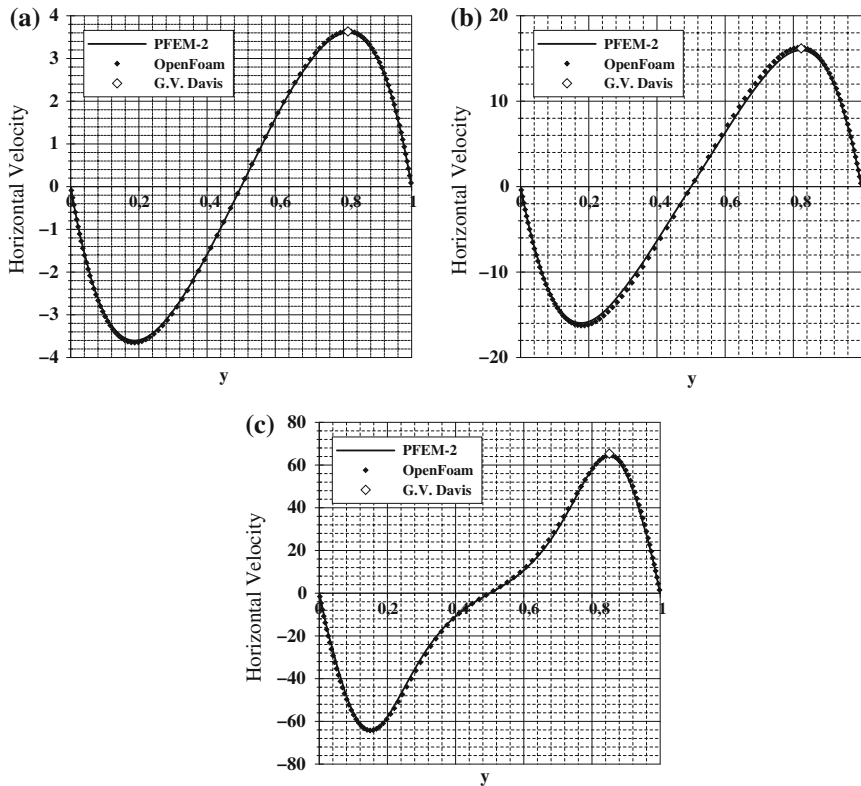 (a)
4
3
2
1
0
−1
−2
−3
−4
Horizontal Velocity
PFEM-2
OpenFoam
G.V. Davis
0 0,2 0,4 0,6 0,8 1
y
(b)
20
10
0
−10
−20
Horizontal Velocity
PFEM-2
OpenFoam
G.V. Davis
0 0,2 0,4 0,6 0,8
y
(c)
80
60
40
20
0
−20
−40
−60
−80
Horizontal Velocity
PFEM-2
OpenFoam
G.V. Davis
0 0,2 0,4 0,6 0,8 1
y